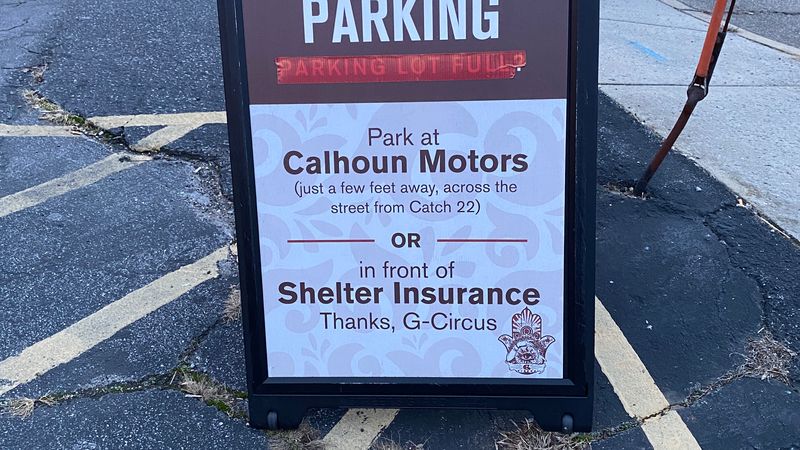 PARKING
PARKING LOT FULL?
Park at
Calhoun Motors
(just a few feet away, across the
street from Catch 22)
OR
in front of
Shelter Insurance
Thanks, G-Circus